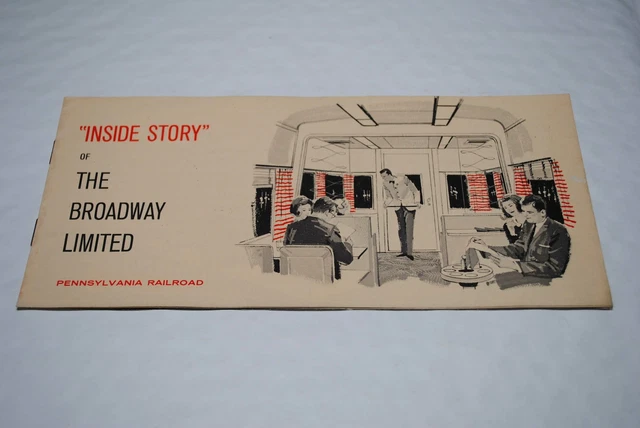 "INSIDE STORY"
OF
THE
BROADWAY
LIMITED
PENNSYLVANIA RAILROAD